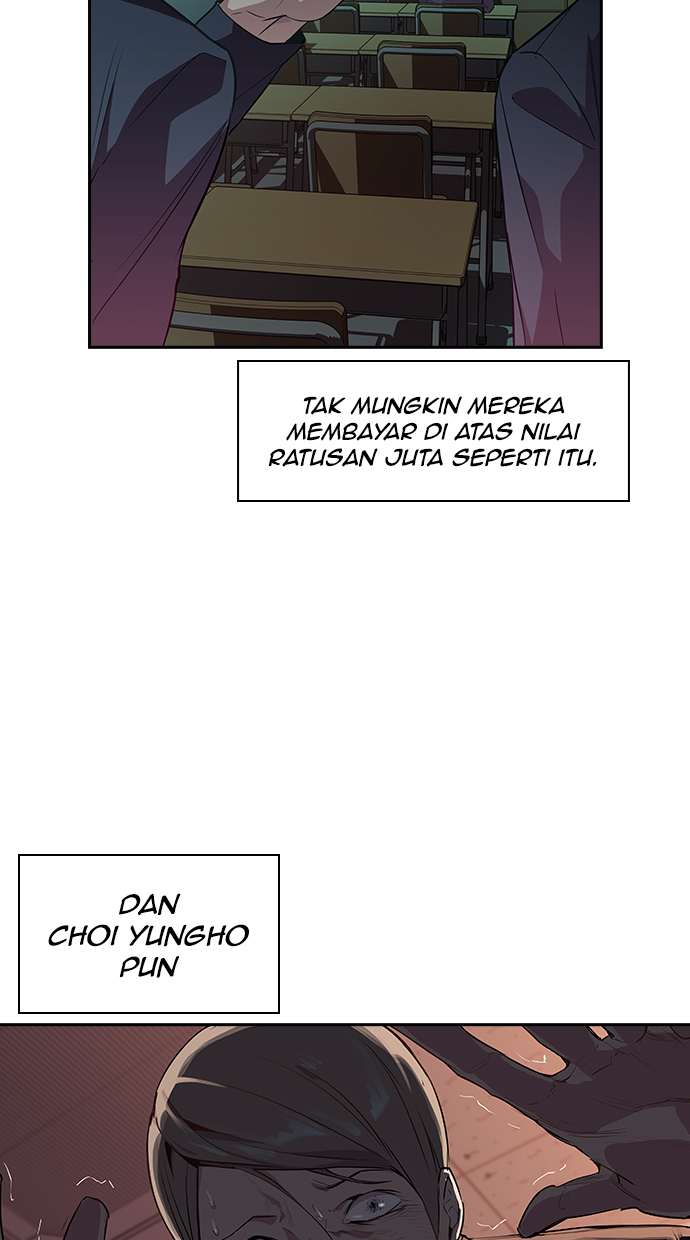 TAK MUNGKIN MEREKA
MEMBAYAR DI ATAS NILAI
RATUSAN JUTA SEPERTI ITU.
DAN
CHOI YUNGHO
PUN